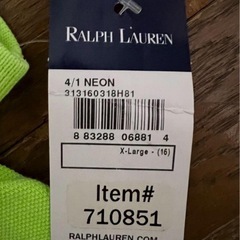 RALPH LAUREN
4/1 NEON
313160318H81
8 83288 06881 4
X-Large - (16)
Item#
710851
RALPHLAUREN.COM